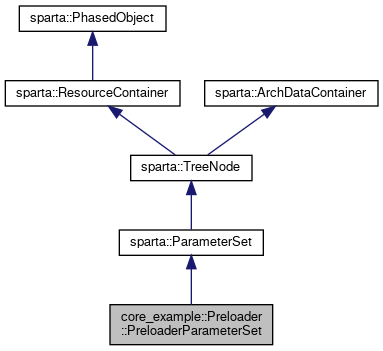 sparta::PhasedObject
sparta::ResourceContainer
sparta::ArchDataContainer
sparta::TreeNode
sparta::ParameterSet
core_example::Preloader
::PreloaderParameterSet